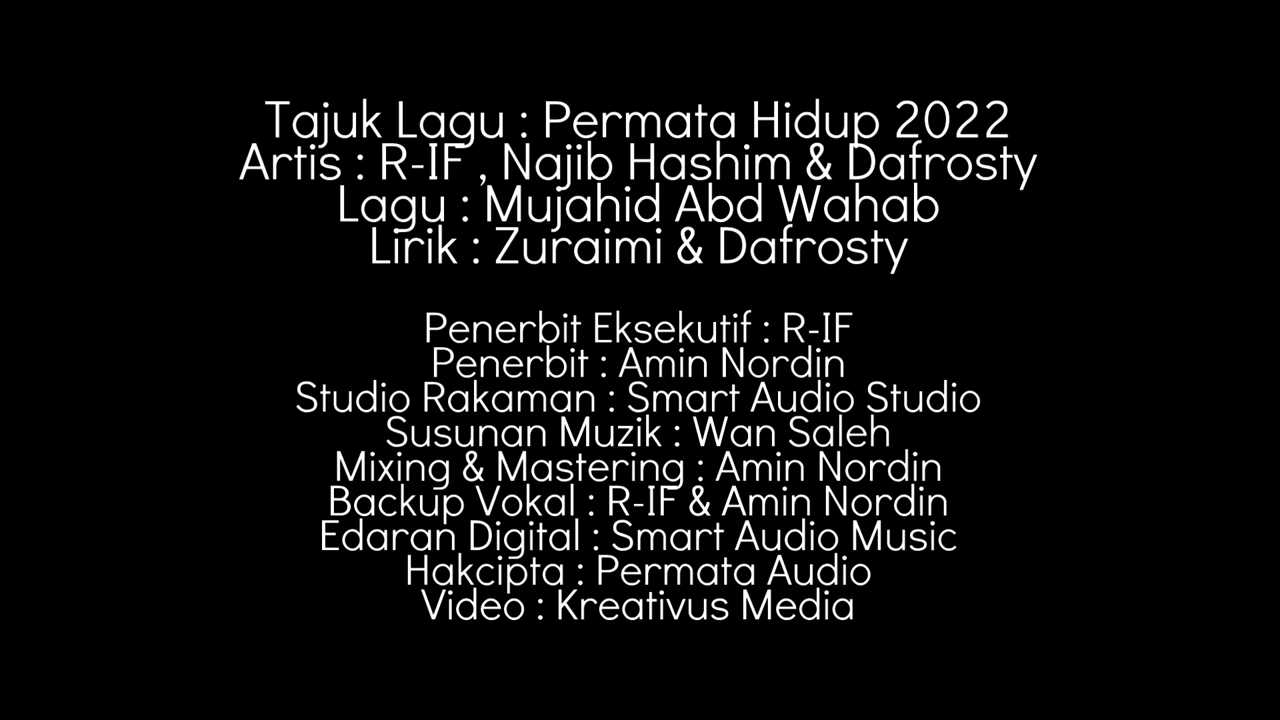 Tajuk Lagu : Permata Hidup 2022
Artis : R-IF , Najib Hashim & Dafrosty
Lagu : Mujahid Abd Wahab
Lirik : Zuraimi & Dafrosty
Penerbit Eksekutif : R-IF
Penerbit : Amin Nordin
Studio Rakaman : Smart Audio Studio
Susunan Muzik : Wan Saleh
Mixing & Mastering : Amin Nordin
Backup Vokal : R-IF & Amin Nordin
Edaran Digital : Smart Audio Music
Hakcipta : Permata Audio
Video : Kreativus Media